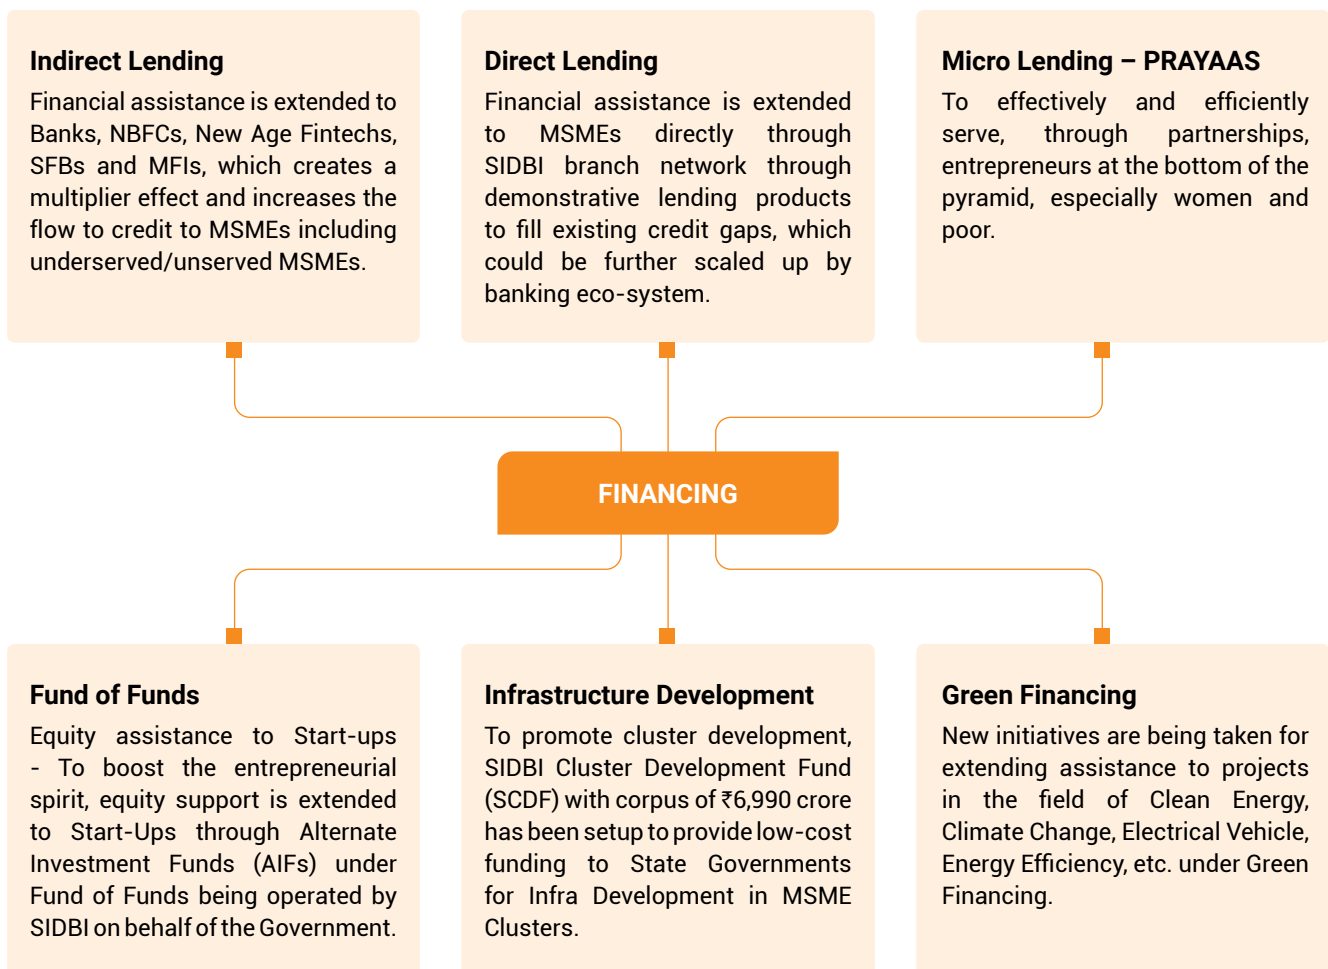 Indirect Lending
Financial assistance is extended to
Banks, NBFCs, New Age Fintechs,
SFBs and MFIs, which creates a
multiplier effect and increases the
flow to credit to MSMEs including
underserved/unserved MSMEs.
Direct Lending
Financial assistance is extended
to MSMEs directly through
SIDBI branch network through
demonstrative lending products
to fill existing credit gaps, which
could be further scaled up by
banking eco-system.
Micro Lending – PRAYAAS
To effectively and efficiently
serve, through partnerships,
entrepreneurs at the bottom of the
pyramid, especially women and
poor.
FINANCING
Fund of Funds
Equity assistance to Start-ups
- To boost the entrepreneurial
spirit, equity support is extended
to Start-Ups through Alternate
Investment Funds (AIFs) under
Fund of Funds being operated by
SIDBI on behalf of the Government.
Infrastructure Development
To promote cluster development,
SIDBI Cluster Development Fund
(SCDF) with corpus of ₹6,990 crore
has been setup to provide low-cost
funding to State Governments
for Infra Development in MSME
Clusters.
Green Financing
New initiatives are being taken for
extending assistance to projects
in the field of Clean Energy,
Climate Change, Electrical Vehicle,
Energy Efficiency, etc. under Green
Financing.